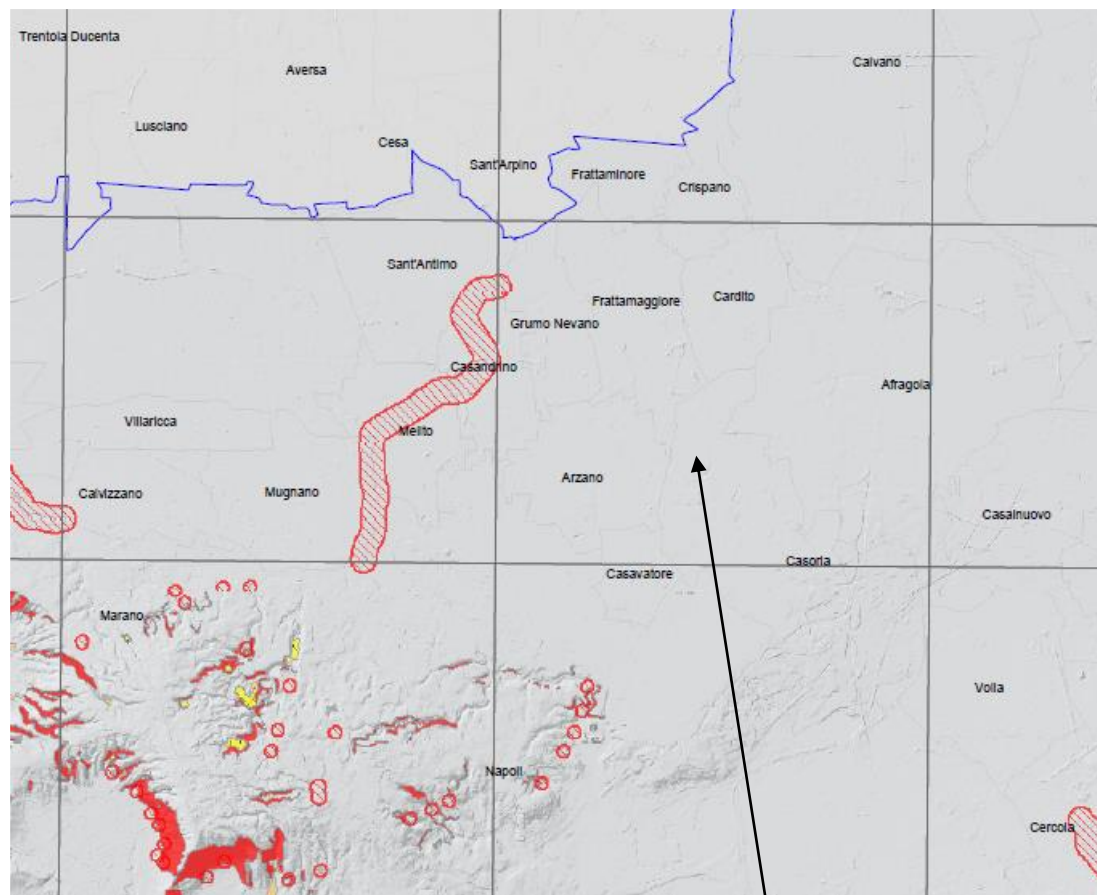 Trentola Ducenta
Aversa
Caivano
Lusciano
Cesa
Sant'Arpino
Frattaminore
Crispano
Sant'Antimo
Frattamaggiore
Cardito
Grumo Nevano
Casandrino
Afragola
Villaricca
Melito
Calvizzano
Mugnano
Arzano
Casalnuovo
Casavatore
Casoria
Marano
Volla
Napoli
Cercola